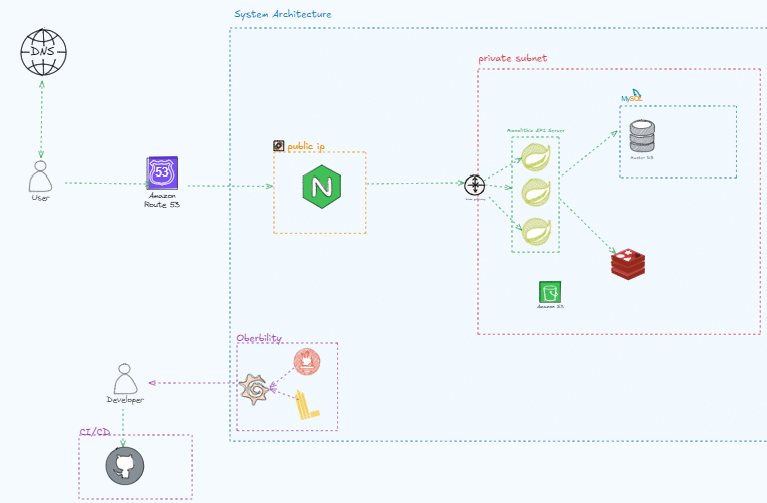 System Architecture
DNS
private subnet
MySQL
Monolithic API Server
public ip
53
N
Master DB
User
Amazon
Route 53
Amazon S3
Oberbility
Developer
CI/CD